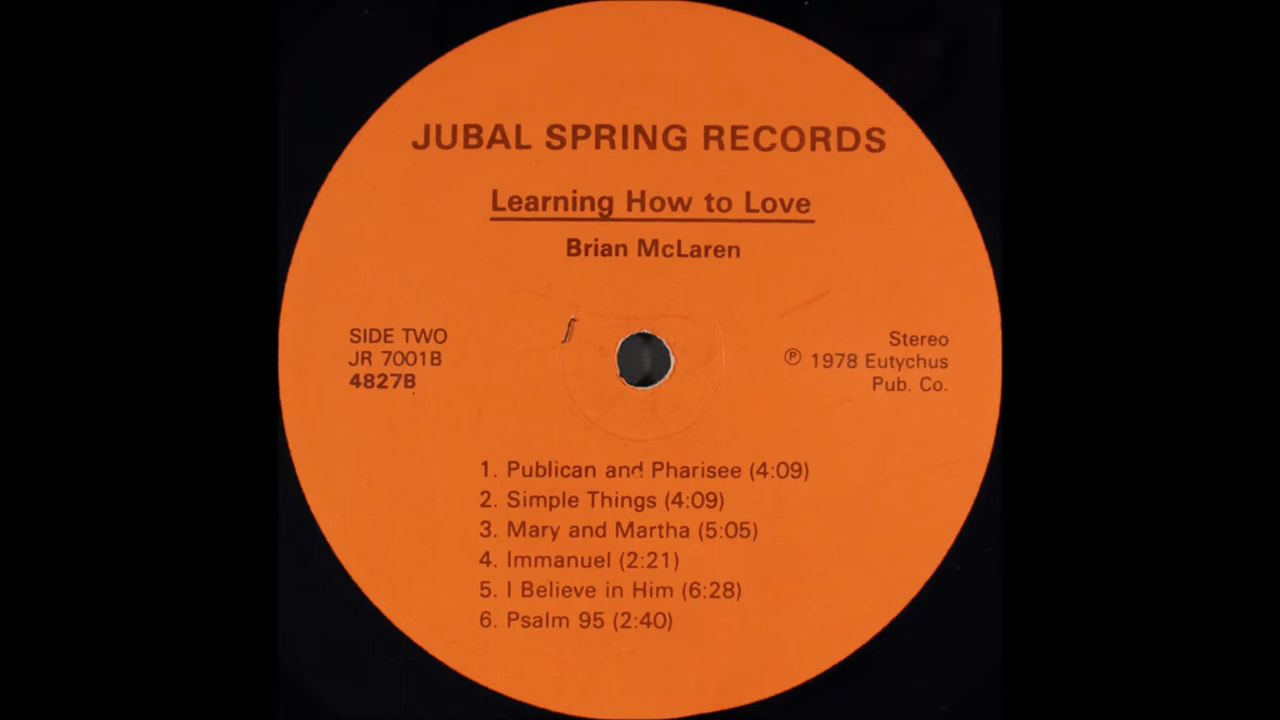 JUBAL SPRING RECORDS
Learning How to Love
Brian McLaren
SIDE TWO
JR 7001B
4827B
Stereo
℗ 1978 Eutychus
Pub. Co.
1. Publican and Pharisee (4:09)
2. Simple Things (4:09)
3. Mary and Martha (5:05)
4. Immanuel (2:21)
5. I Believe in Him (6:28)
6. Psalm 95 (2:40)